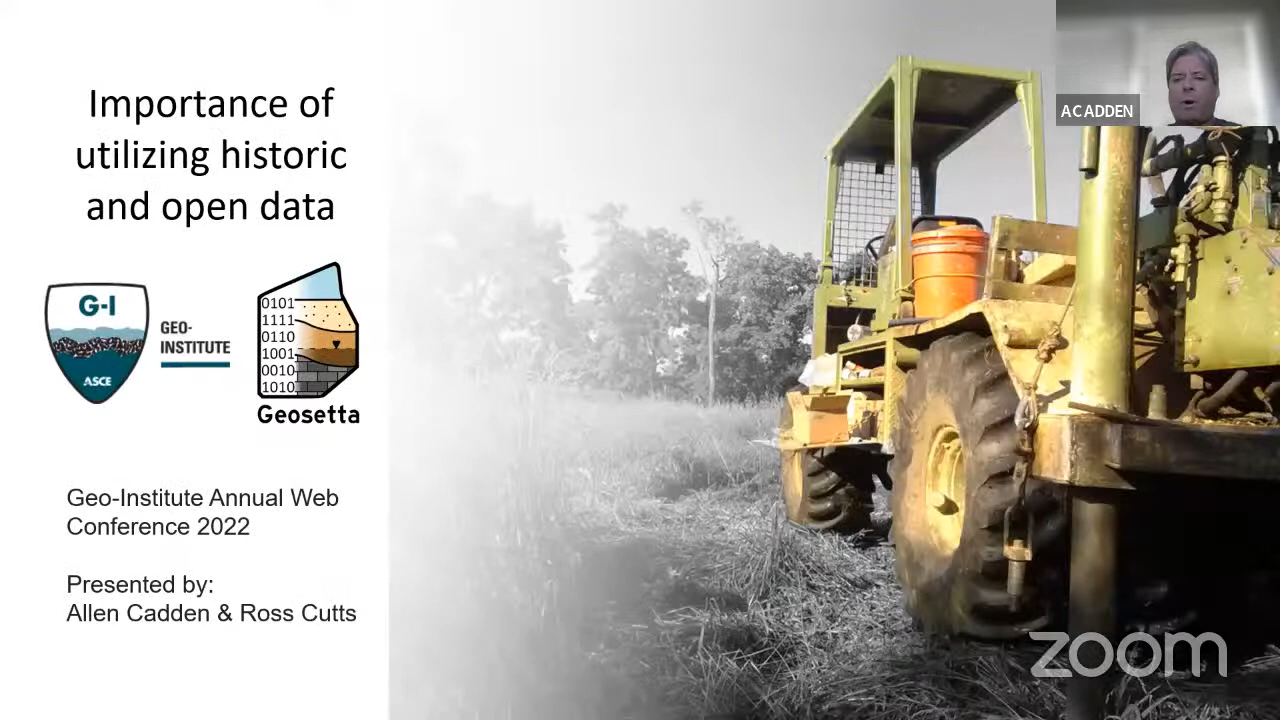 Importance of
utilizing historic
and open data
G-I
ASCE
GEO-
INSTITUTE
0101
1111
0110
1001
0010
1010
Geosetta
Geo-Institute Annual Web
Conference 2022
Presented by:
Allen Cadden & Ross Cutts
ACADDEN
zoom